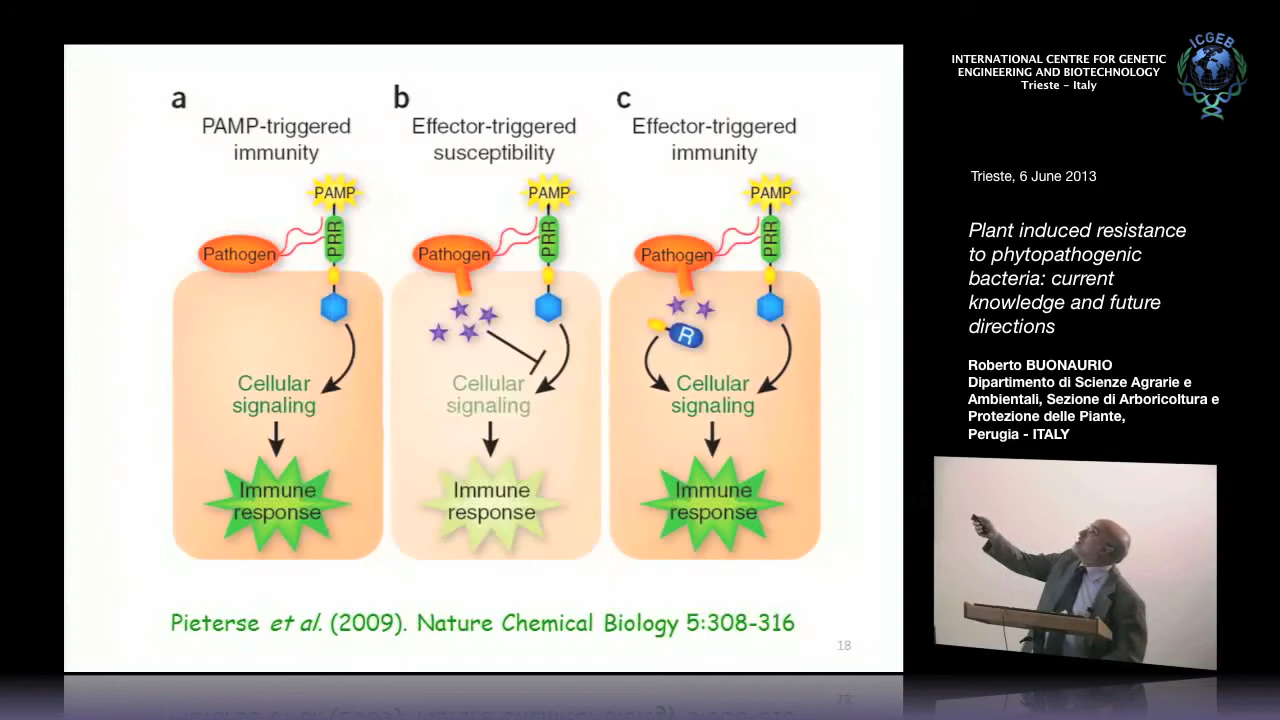 a
PAMP-triggered
immunity
PAMP
PRR
Pathogen
Cellular
signaling
Immune
response
b
Effector-triggered
susceptibility
PAMP
PRR
Pathogen
Cellular
signaling
Immune
response
c
Effector-triggered
immunity
PAMP
PRR
Pathogen
R
Cellular
signaling
Immune
response
Pieterse et al. (2009). Nature Chemical Biology 5:308-316
18
INTERNATIONAL CENTRE FOR GENETIC
ENGINEERING AND BIOTECHNOLOGY
Trieste – Italy
ICGEB
Trieste, 6 June 2013
Plant induced resistance
to phytopathogenic
bacteria: current
knowledge and future
directions
Roberto BUONAURIO
Dipartimento di Scienze Agrarie e
Ambientali, Sezione di Arboricoltura e
Protezione delle Piante,
Perugia - ITALY